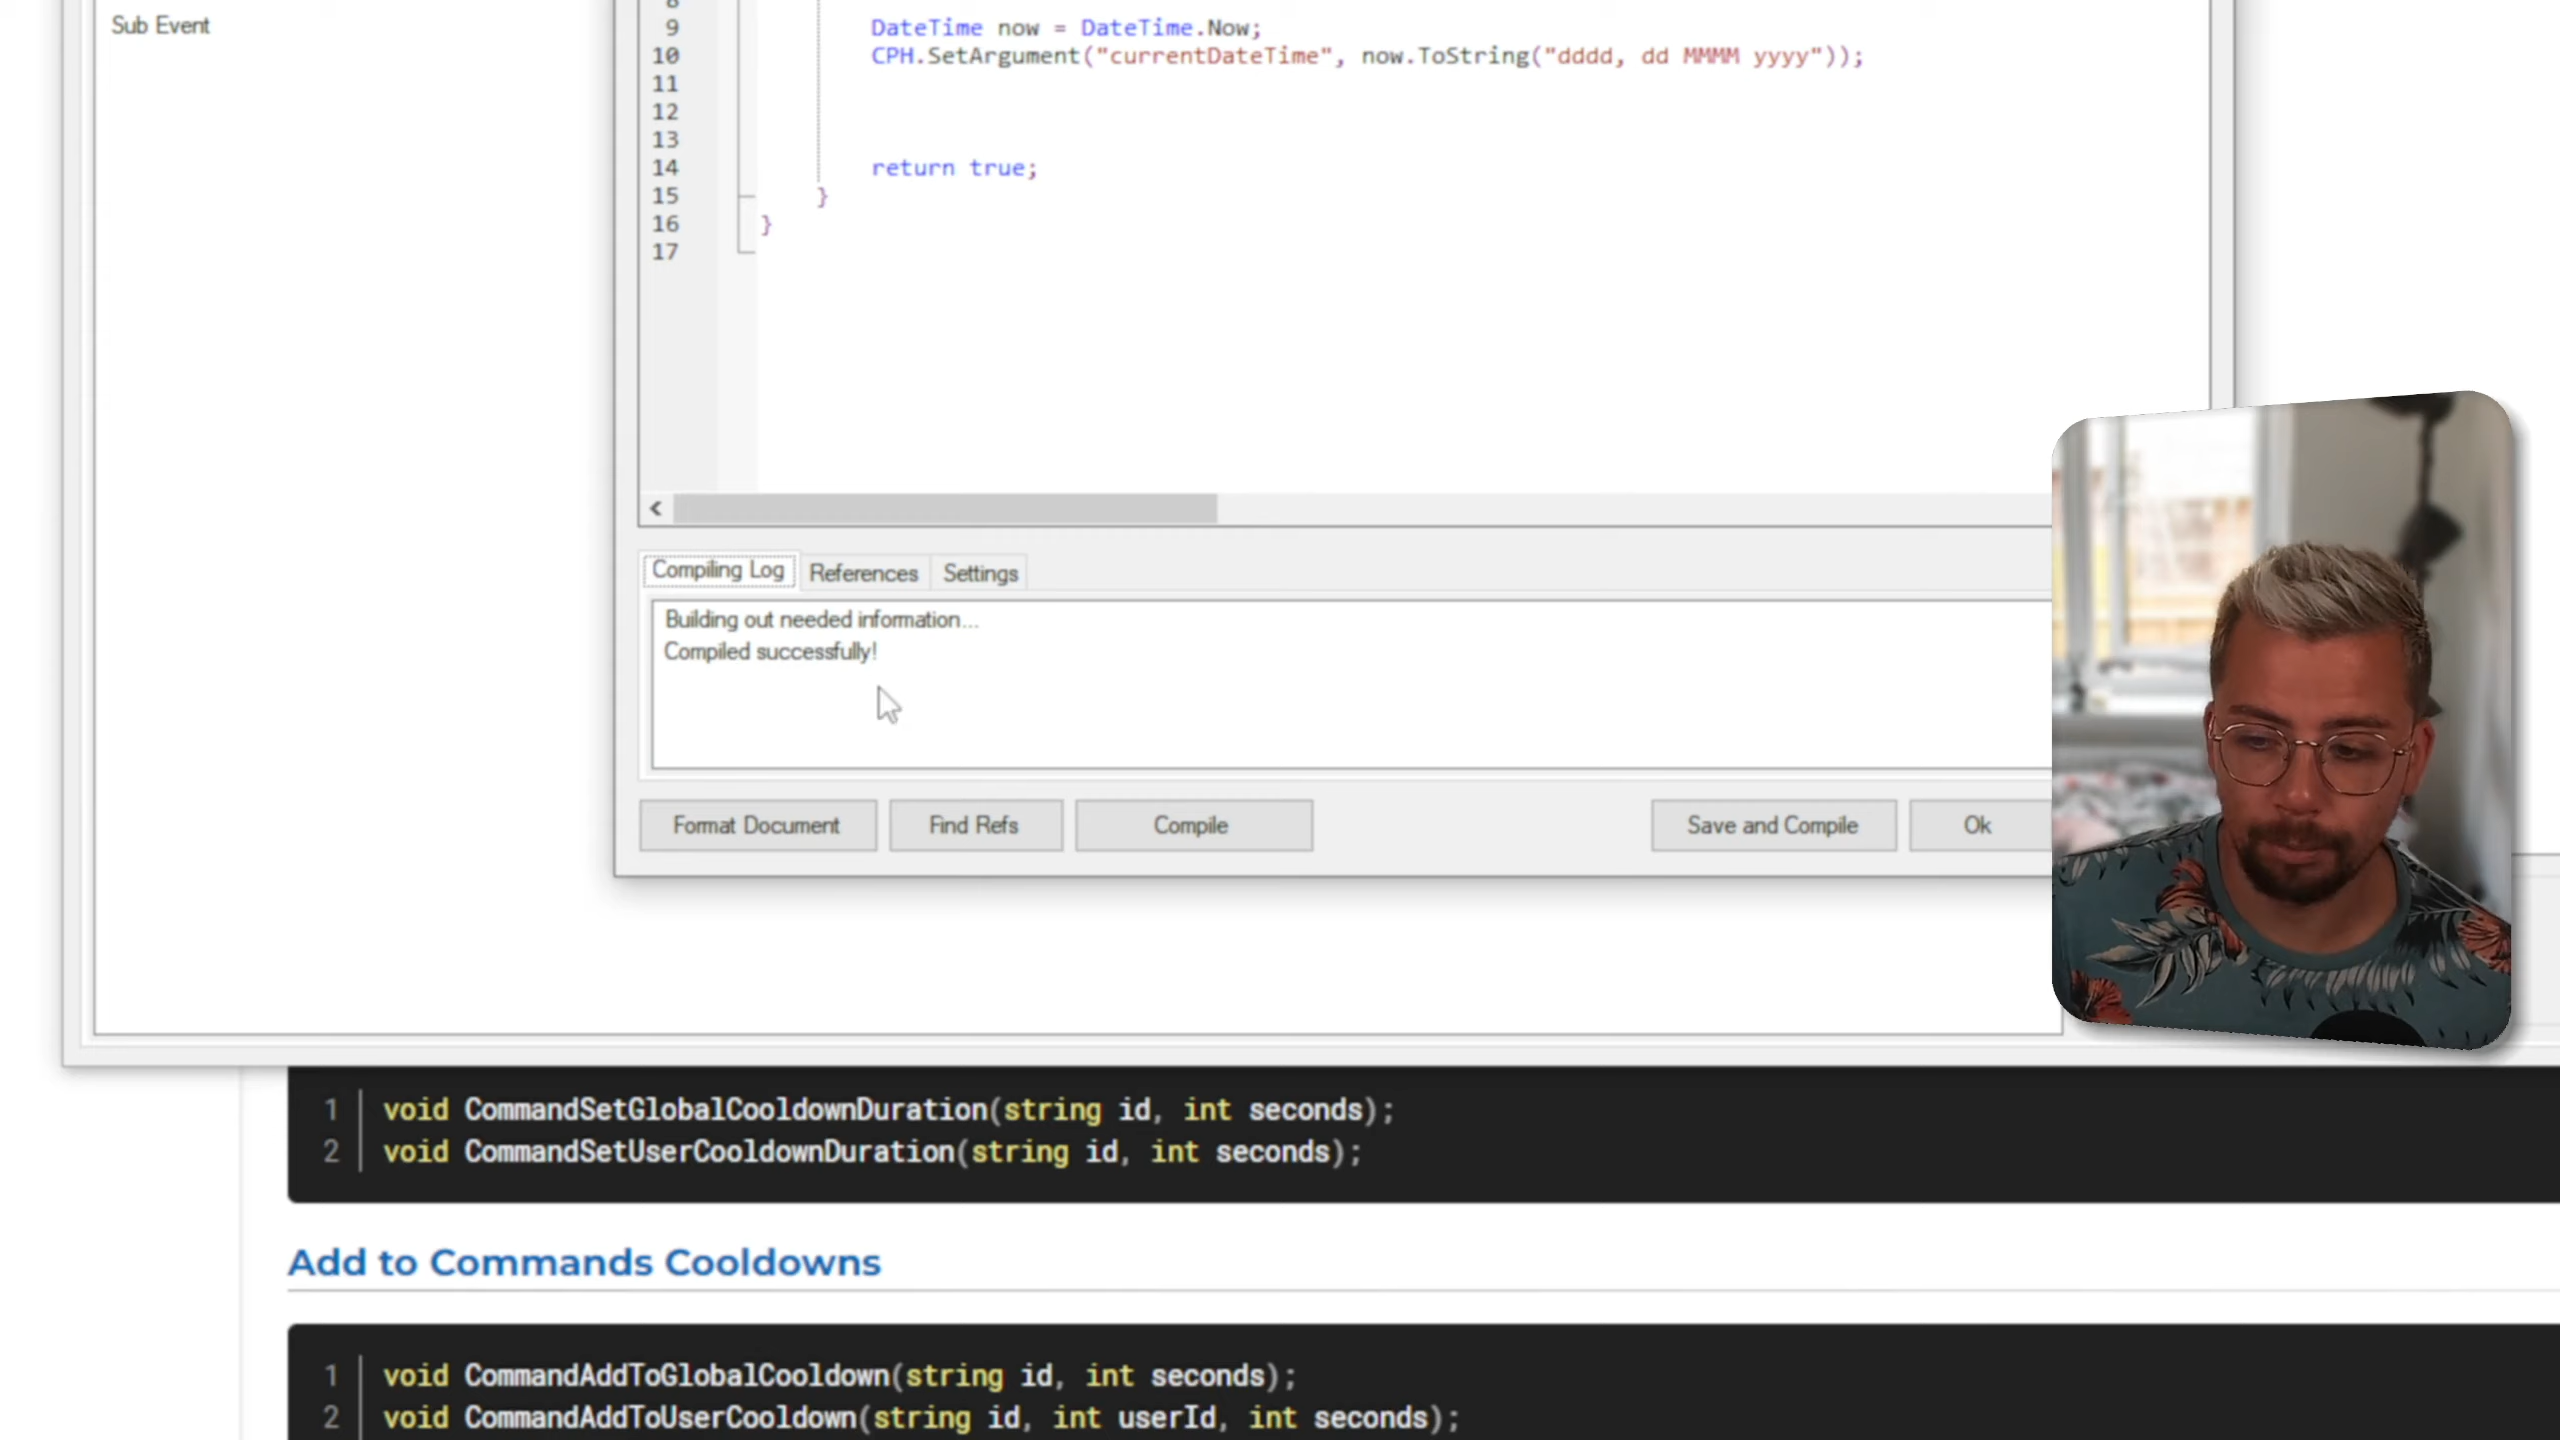 Sub Event
8
9 DateTime now = DateTime.Now;
10 CPH.SetArgument("currentDateTime", now.ToString("dddd, dd MMMM yyyy"));
11
12
13
14 return true;
15 }
16 }
17
Compiling Log References Settings
Building out needed information...
Compiled successfully!
Format Document Find Refs Compile Save and Compile Ok
1 void CommandSetGlobalCooldownDuration(string id, int seconds);
2 void CommandSetUserCooldownDuration(string id, int seconds);
Add to Commands Cooldowns
1 void CommandAddToGlobalCooldown(string id, int seconds);
2 void CommandAddToUserCooldown(string id, int userId, int seconds);